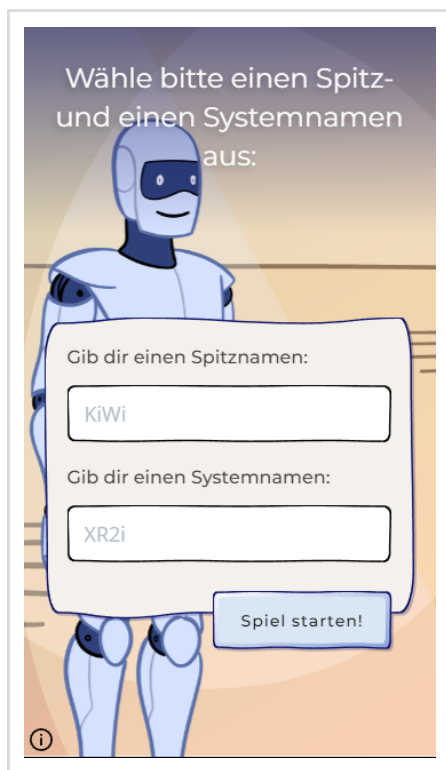 Wähle bitte einen Spitz-
und einen Systemnamen
aus:
Gib dir einen Spitznamen:
KiWi
Gib dir einen Systemnamen:
XR2i
Spiel starten!